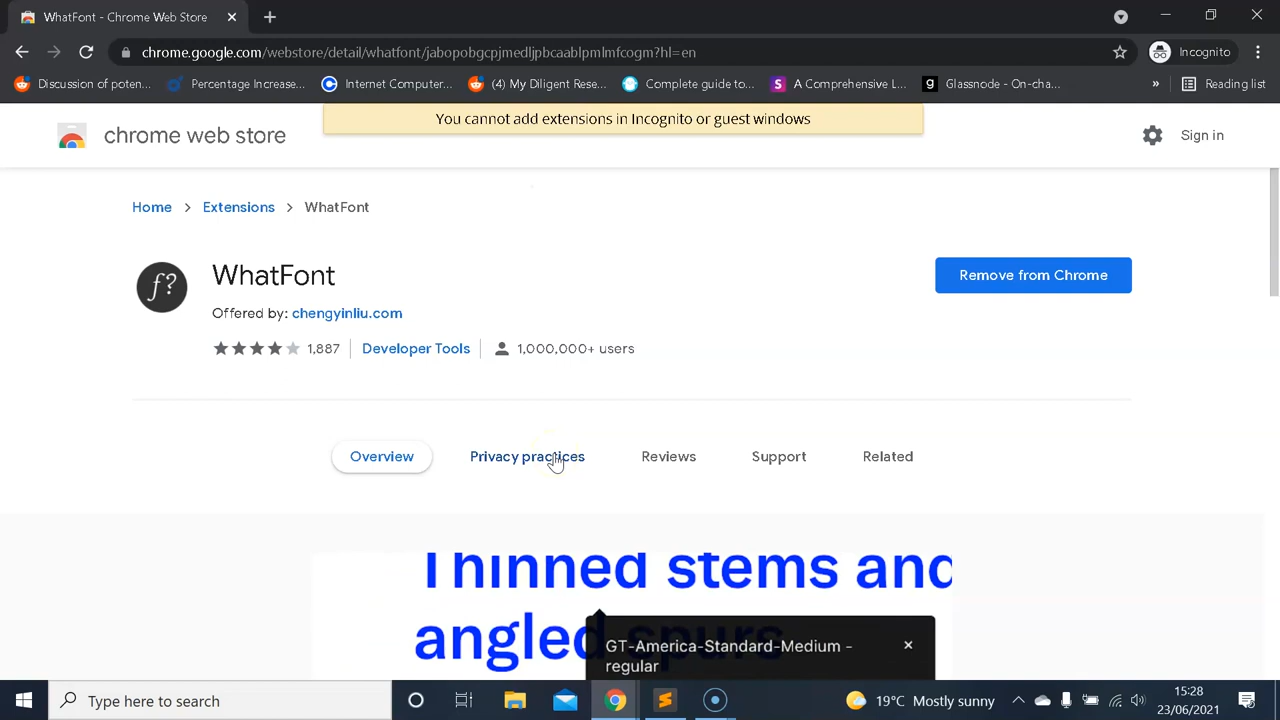 WhatFont - Chrome Web Store
chrome.google.com/webstore/detail/whatfont/jabopobgcpjmedljpbcaablpmlmfcogm?hl=en
Incognito
Discussion of poten...
Percentage Increase...
Internet Computer...
(4) My Diligent Rese...
Complete guide to...
S
A Comprehensive L...
g
Glassnode - On-cha...
»
Reading list
You cannot add extensions in Incognito or guest windows
chrome web store
Sign in
Home > Extensions > WhatFont
f?
WhatFont
Remove from Chrome
Offered by: chengyinliu.com
1,887
Developer Tools
1,000,000+ users
Overview
Privacy practices
Reviews
Support
Related
Thinned stems and
angled spurs
GT-America-Standard-Medium -
regular
Type here to search
19°C Mostly sunny
15:28
23/06/2021